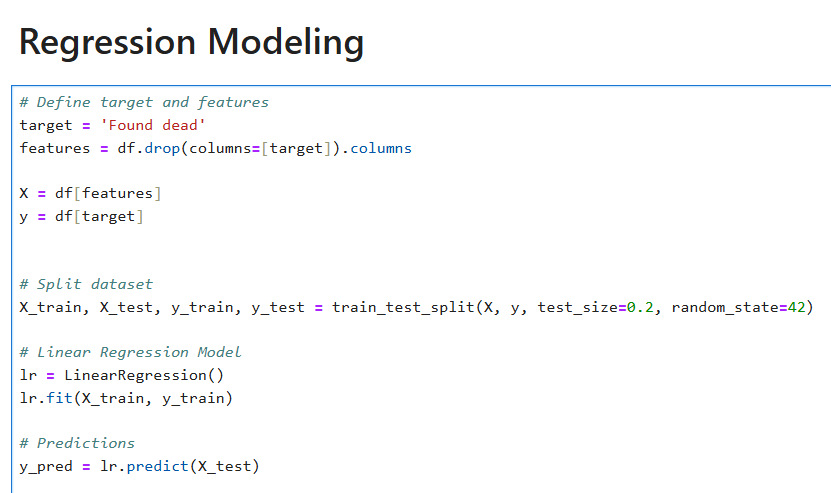 Regression Modeling
# Define target and features
target = 'Found dead'
features = df.drop(columns=[target]).columns
X = df[features]
y = df[target]
# Split dataset
X_train, X_test, y_train, y_test = train_test_split(X, y, test_size=0.2, random_state=42)
# Linear Regression Model
lr = LinearRegression()
lr.fit(X_train, y_train)
# Predictions
y_pred = lr.predict(X_test)